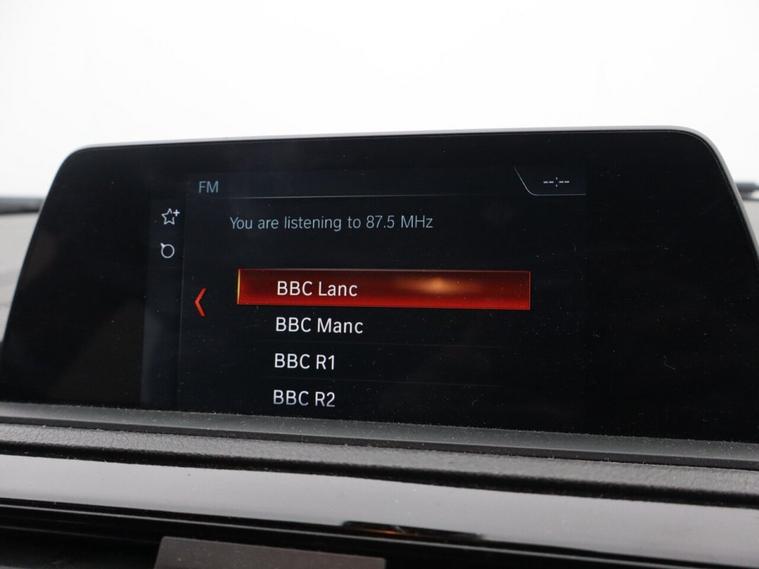 FM
--:--
You are listening to 87.5 MHz
BBC Lanc
BBC Manc
BBC R1
BBC R2